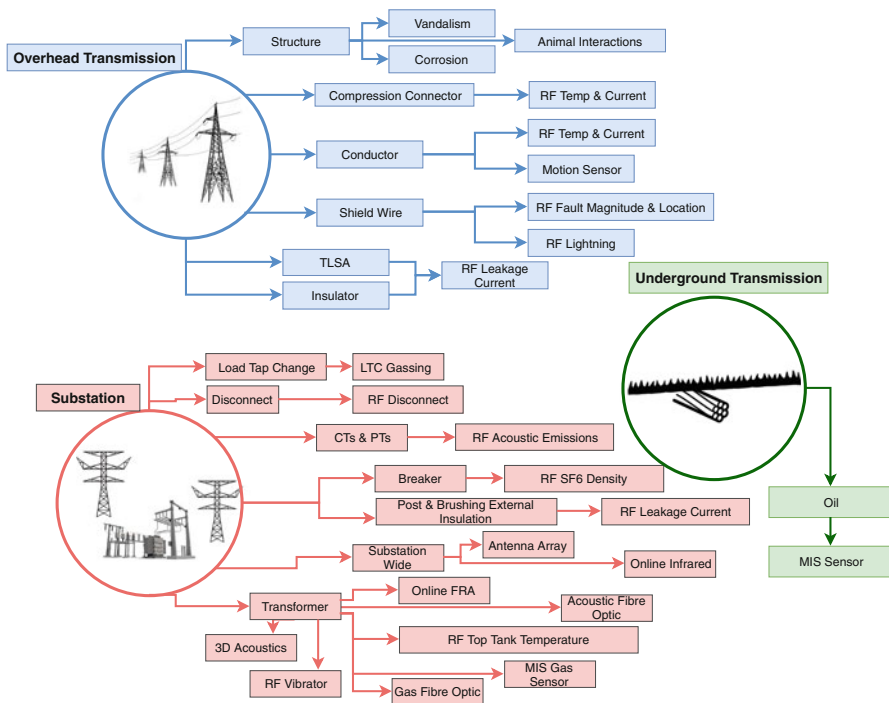 Vandalism
Overhead Transmission
Structure
Animal Interactions
Corrosion
Compression Connector
RF Temp & Current
RF Temp & Current
Conductor
Motion Sensor
Shield Wire
RF Fault Magnitude & Location
RF Lightning
TLSA
RF Leakage
Current
Insulator
Underground Transmission
Load Tap Change
LTC Gassing
Substation
Disconnect
RF Disconnect
CTs & PTs
RF Acoustic Emissions
Breaker
RF SF6 Density
Post & Brushing External
Insulation
RF Leakage Current
Oil
Substation
Wide
Antenna Array
Online Infrared
MIS Sensor
Online FRA
Transformer
Acoustic Fibre
Optic
3D Acoustics
RF Top Tank Temperature
RF Vibrator
MIS Gas
Sensor
Gas Fibre Optic